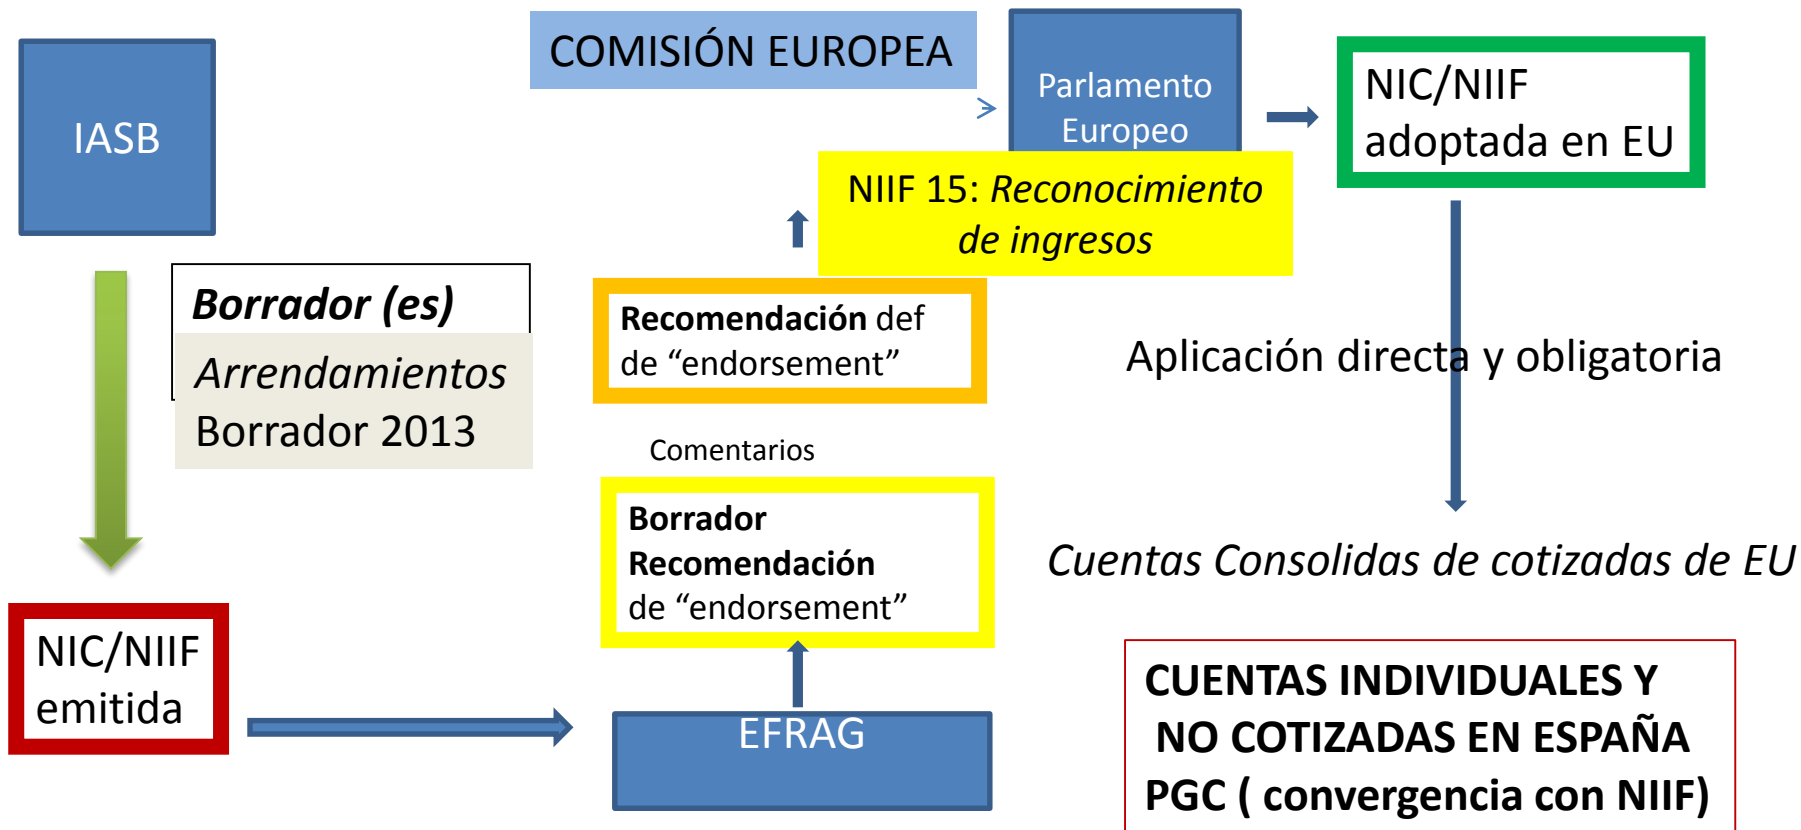 IASB
COMISIÓN EUROPEA
Parlamento
Europeo
NIC/NIIF
adoptada en EU
NIIF 15: Reconocimiento
de ingresos
Borrador (es)
Arrendamientos
Borrador 2013
Recomendación def
de “endorsement”
Aplicación directa y obligatoria
Comentarios
Borrador
Recomendación
de “endorsement”
Cuentas Consolidas de cotizadas de EU
NIC/NIIF
emitida
EFRAG
CUENTAS INDIVIDUALES Y
NO COTIZADAS EN ESPAÑA
PGC ( convergencia con NIIF)